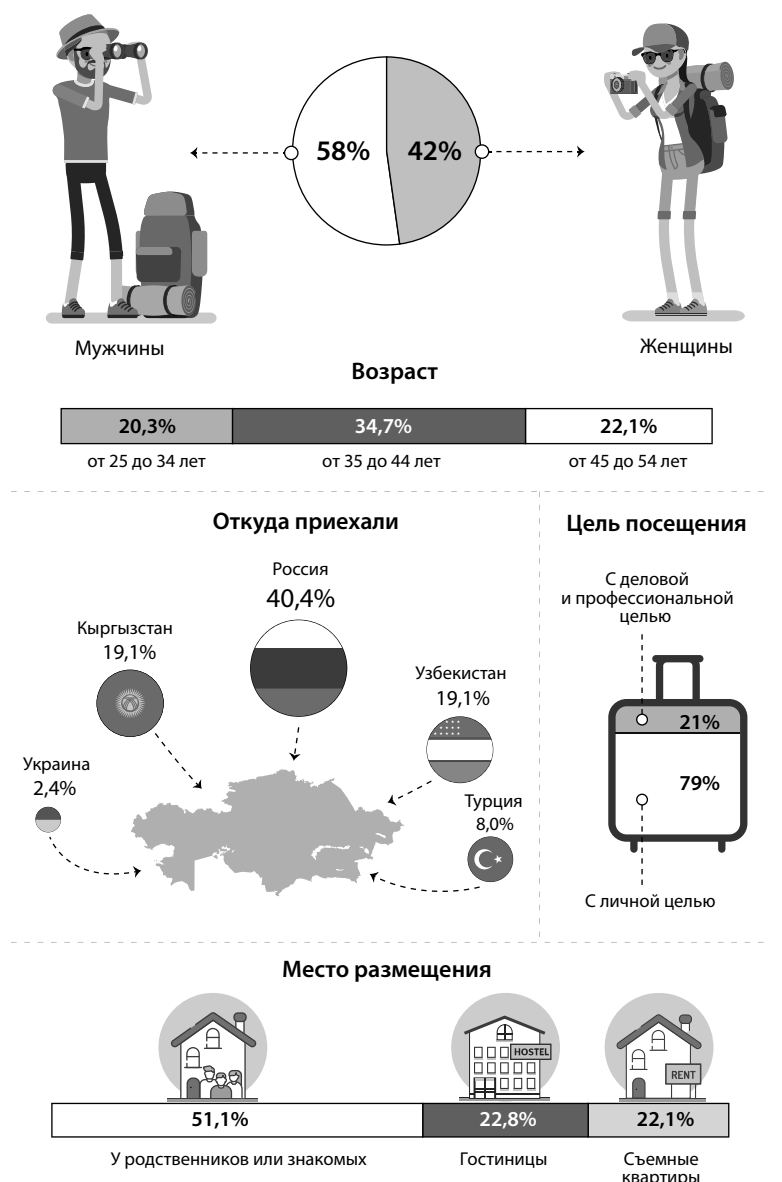 58%
42%
Мужчины
Женщины
Возраст
20,3%
34,7%
22,1%
от 25 до 34 лет
от 35 до 44 лет
от 45 до 54 лет
Откуда приехали
Россия
40,4%
Кыргызстан
19,1%
Узбекистан
19,1%
Украина
2,4%
Турция
8,0%
Цель посещения
С деловой
и профессиональной
целью
21%
79%
С личной целью
Место размещения
HOSTEL
RENT
51,1%
22,8%
22,1%
У родственников или знакомых
Гостиницы
Съемные
квартиры